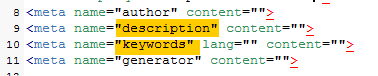 8 <meta name="author" content="">
9 <meta name="description" content="">
10 <meta name="keywords" lang="" content="">
11 <meta name="generator" content="">